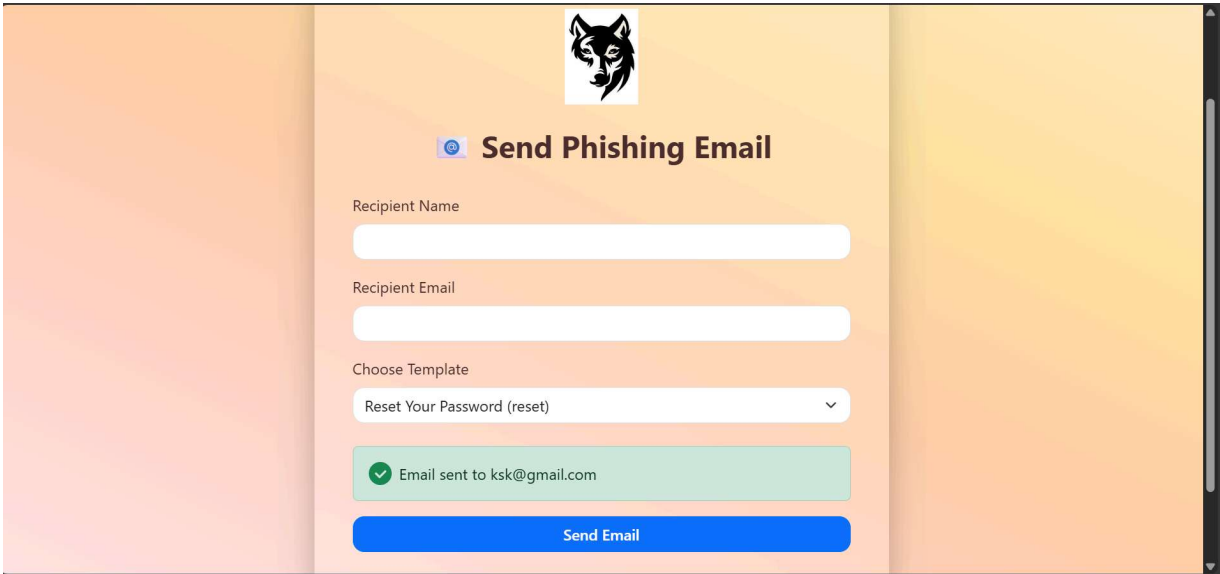 Send Phishing Email
Recipient Name
Recipient Email
Choose Template
Reset Your Password (reset)
Email sent to ksk@gmail.com
Send Email